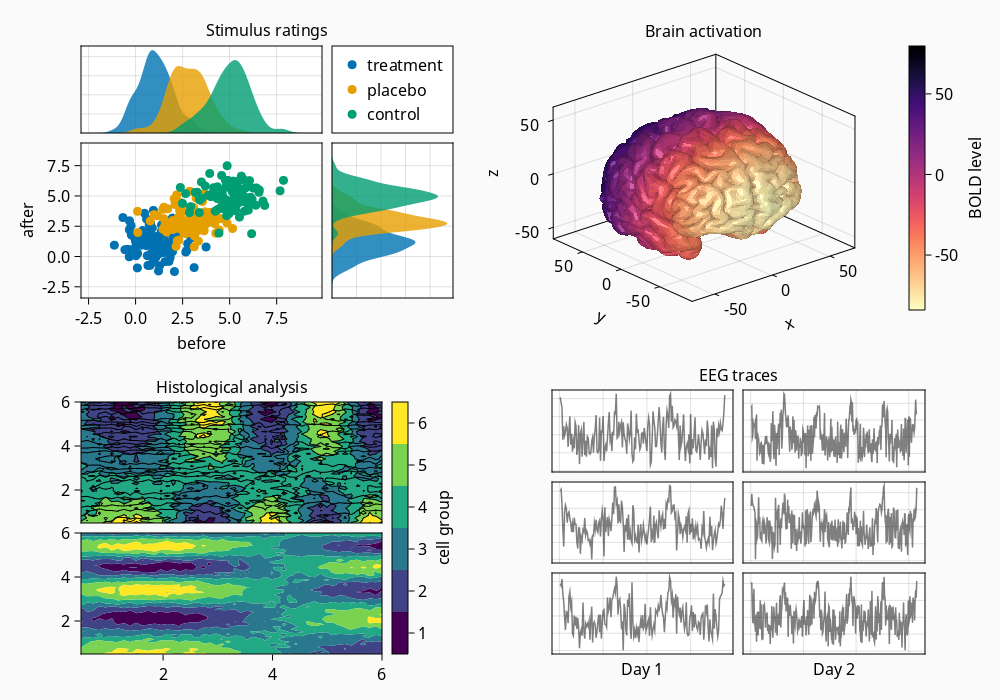 Stimulus ratings
treatment
placebo
control
7.5
5.0
2.5
0.0
-2.5
after
-2.5 0.0 2.5 5.0 7.5
before
Brain activation
50
0
-50
z
50
0
-50
y
-50
0
50
x
50
0
-50
BOLD level
Histological analysis
6
4
2
6
4
2
2 4 6
6
5
4
3
2
1
cell group
EEG traces
Day 1 Day 2